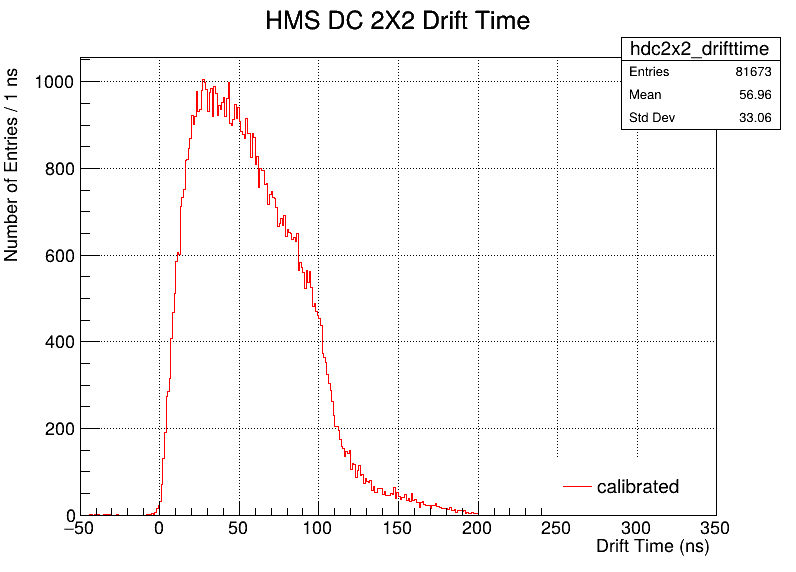 HMS DC 2X2 Drift Time
hdc2x2_drifttime
Entries 81673
Mean 56.96
Std Dev 33.06
Number of Entries / 1 ns
1000
800
600
400
200
0
−50 0 50 100 150 200 250 300 350
Drift Time (ns)
calibrated